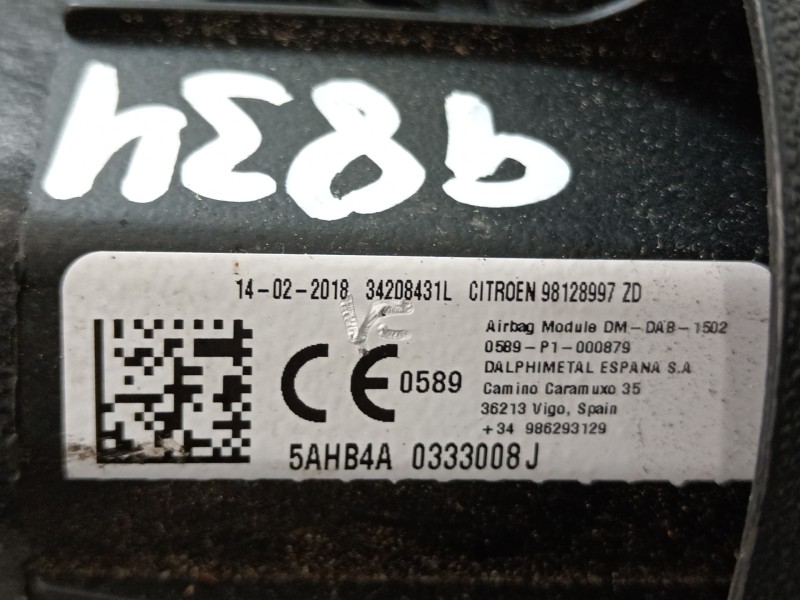 9834
14-02-2018 34208431L CITROEN 98128997 ZD
Airbag Module DM-DAB-1502
0589-P1-000879
DALPHIMETAL ESPANA S.A
Camino Caramuxo 35
36213 Vigo, Spain
+34 986293129
CE 0589
5AHB4A 0333008J